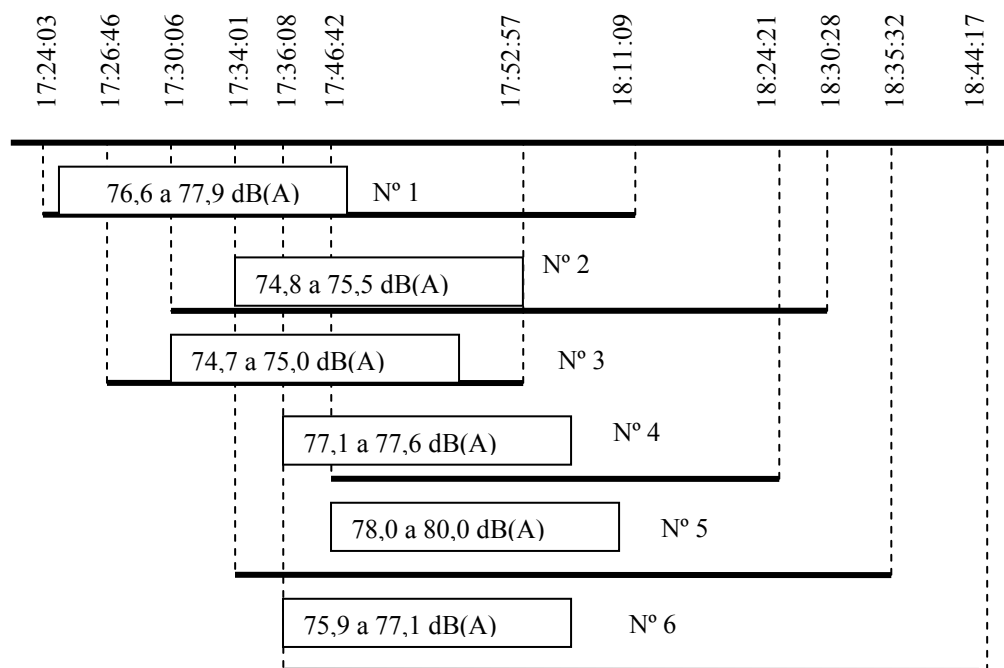 17:24:03
17:26:46
17:30:06
17:34:01
17:36:08
17:46:42
17:52:57
18:11:09
18:24:21
18:30:28
18:35:32
18:44:17
76,6 a 77,9 dB(A)
Nº 1
74,8 a 75,5 dB(A)
Nº 2
74,7 a 75,0 dB(A)
Nº 3
77,1 a 77,6 dB(A)
Nº 4
78,0 a 80,0 dB(A)
Nº 5
75,9 a 77,1 dB(A)
Nº 6